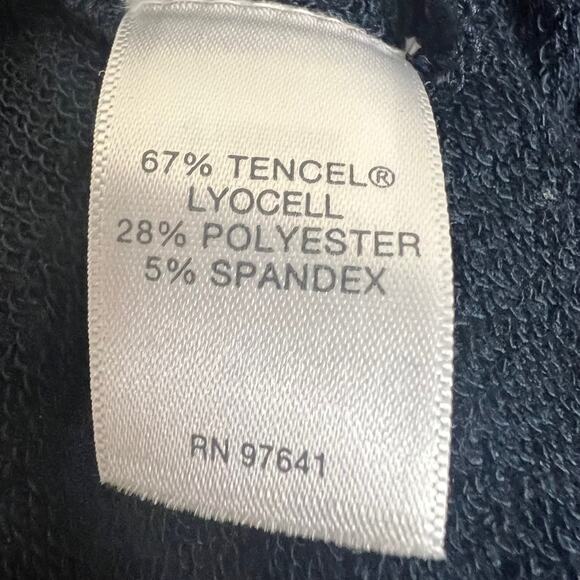 67% TENCEL®
LYOCELL
28% POLYESTER
5% SPANDEX
RN 97641